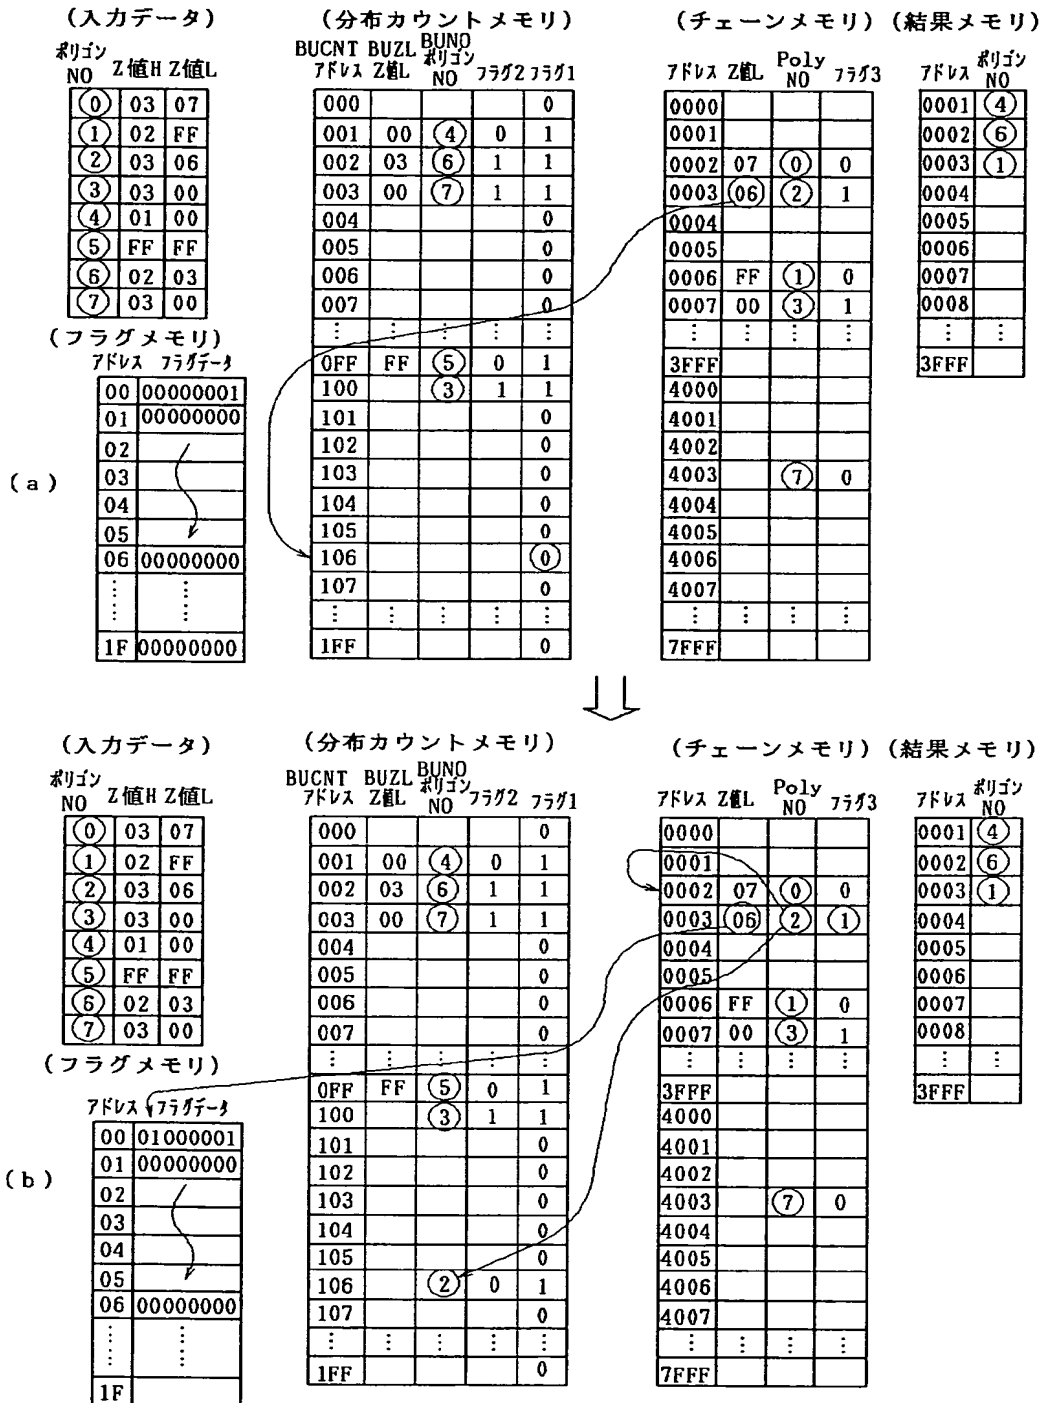 (入力データ) (分布カウントメモリ) (チェーンメモリ) (結果メモリ)
ポリゴン NO Z値H Z値L
⓪ 03 07
① 02 FF
② 03 06
③ 03 00
④ 01 00
⑤ FF FF
⑥ 02 03
⑦ 03 00
(フラグメモリ)
アドレス フラグデータ
00 00000001
01 00000000
02
03
04
05
06 00000000
⋮ ⋮
1F 00000000
(a)
BUCNT BUZL BUNO
アドレス Z値L ポリゴン NO フラグ2 フラグ1
000 0
001 00 ④ 0 1
002 03 ⑥ 1 1
003 00 ⑦ 1 1
004 0
005 0
006 0
007 0
⋮ ⋮ ⋮ ⋮ ⋮
0FF FF ⑤ 0 1
100 ③ 1 1
101 0
102 0
103 0
104 0
105 0
106 ⓪
107 0
⋮ ⋮ ⋮ ⋮ ⋮
1FF 0
アドレス Z値L Poly NO フラグ3
0000
0001
0002 07 ⓪ 0
0003 06 ② 1
0004
0005
0006 FF ① 0
0007 00 ③ 1
⋮ ⋮ ⋮ ⋮
3FFF
4000
4001
4002
4003 ⑦ 0
4004
4005
4006
4007
⋮ ⋮ ⋮ ⋮
7FFF
アドレス ポリゴン NO
0001 ④
0002 ⑥
0003 ①
0004
0005
0006
0007
0008
⋮ ⋮
3FFF
(入力データ) (分布カウントメモリ) (チェーンメモリ) (結果メモリ)
ポリゴン NO Z値H Z値L
⓪ 03 07
① 02 FF
② 03 06
③ 03 00
④ 01 00
⑤ FF FF
⑥ 02 03
⑦ 03 00
(フラグメモリ)
アドレス フラグデータ
00 01000001
01 00000000
02
03
04
05
06 00000000
⋮ ⋮
1F
(b)
BUCNT BUZL BUNO
アドレス Z値L ポリゴン NO フラグ2 フラグ1
000 0
001 00 ④ 0 1
002 03 ⑥ 1 1
003 00 ⑦ 1 1
004 0
005 0
006 0
007 0
⋮ ⋮ ⋮ ⋮ ⋮
0FF FF ⑤ 0 1
100 ③ 1 1
101 0
102 0
103 0
104 0
105 0
106 ② 0 1
107 0
⋮ ⋮ ⋮ ⋮ ⋮
1FF 0
アドレス Z値L Poly NO フラグ3
0000
0001
0002 07 ⓪ 0
0003 06 ② ①
0004
0005
0006 FF ① 0
0007 00 ③ 1
⋮ ⋮ ⋮ ⋮
3FFF
4000
4001
4002
4003 ⑦ 0
4004
4005
4006
4007
⋮ ⋮ ⋮ ⋮
7FFF
アドレス ポリゴン NO
0001 ④
0002 ⑥
0003 ①
0004
0005
0006
0007
0008
⋮ ⋮
3FFF